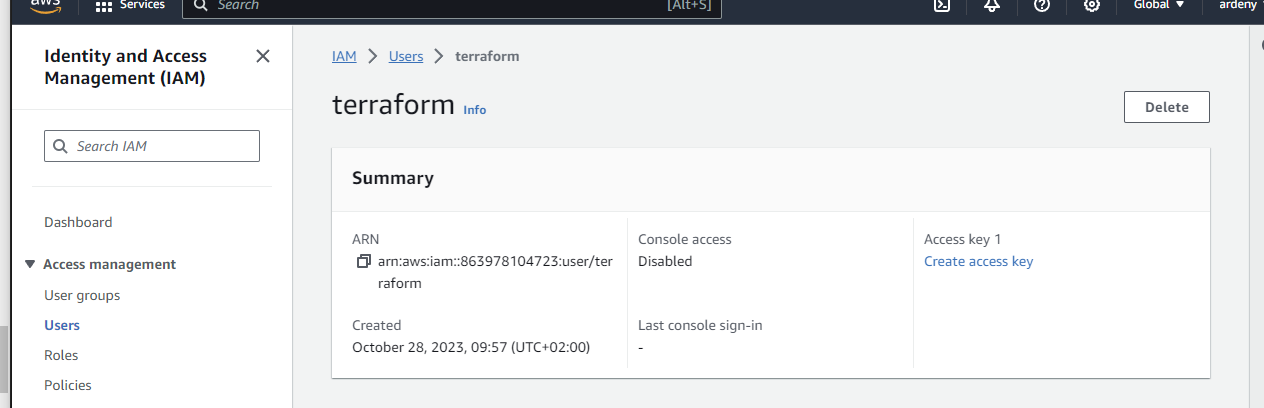 aws
Services
Search
[Alt+S]
Global
ardeny
Identity and Access
Management (IAM)
Search IAM
Dashboard
Access management
User groups
Users
Roles
Policies
IAM > Users > terraform
terraform Info
Delete
Summary
ARN
arn:aws:iam::863978104723:user/ter
raform
Console access
Disabled
Access key 1
Create access key
Created
October 28, 2023, 09:57 (UTC+02:00)
Last console sign-in
-